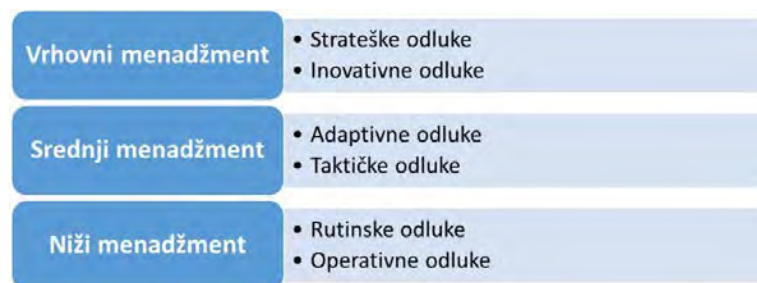 Vrhovni menadžment
• Strateške odluke
• Inovativne odluke
Srednji menadžment
• Adaptivne odluke
• Taktičke odluke
Niži menadžment
• Rutinske odluke
• Operativne odluke